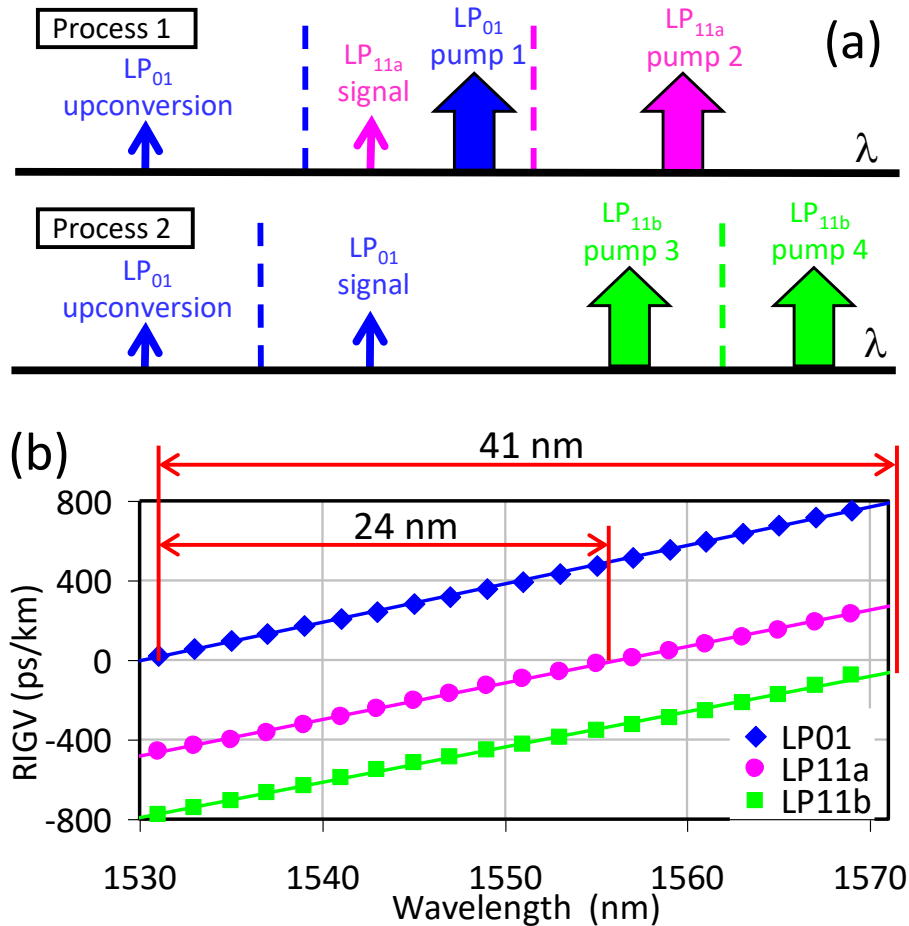 Process 1
LP01
upconversion
LP11a
signal
LP01
pump 1
LP11a
pump 2
(a)
λ
Process 2
LP01
upconversion
LP01
signal
LP11b
pump 3
LP11b
pump 4
λ
(b)
41 nm
24 nm
800
400
0
-400
-800
RIGV (ps/km)
LP01
LP11a
LP11b
1530
1540
1550
1560
1570
Wavelength (nm)